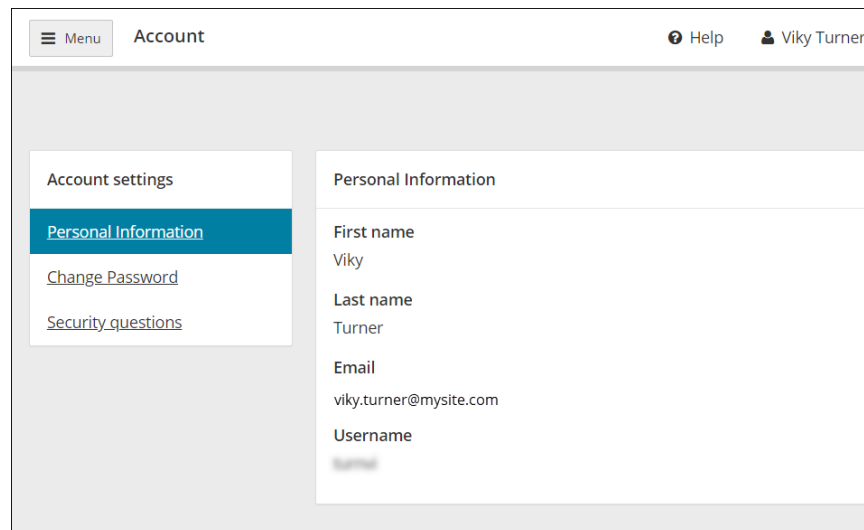 Menu Account Help Viky Turner
Account settings
Personal Information
Change Password
Security questions
Personal Information
First name
Viky
Last name
Turner
Email
viky.turner@mysite.com
Username